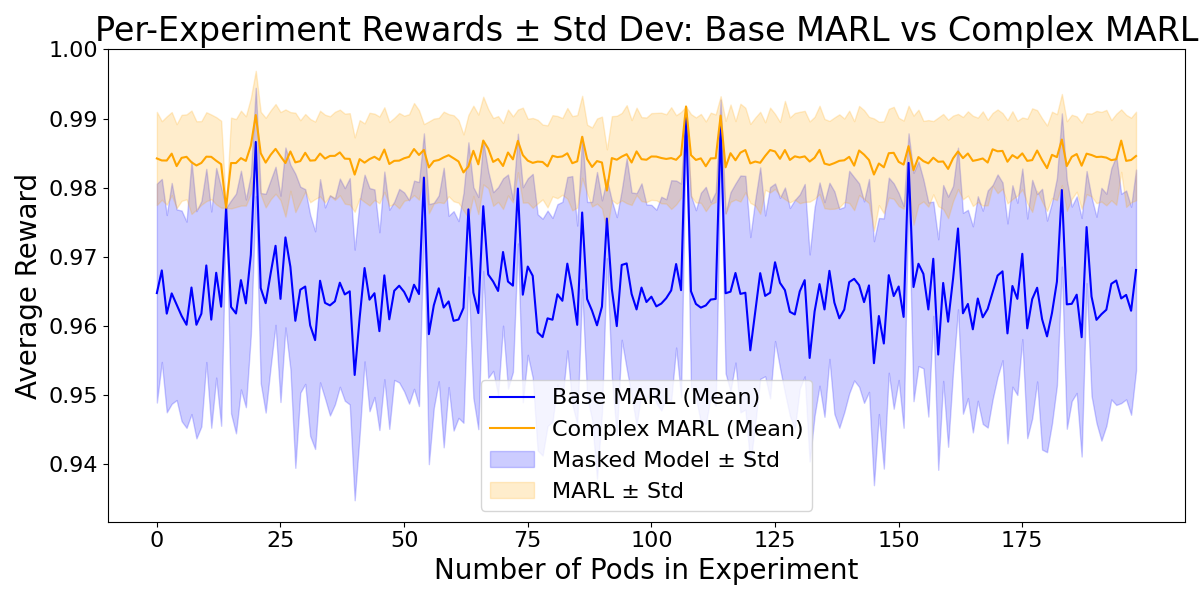 Per-Experiment Rewards ± Std Dev: Base MARL vs Complex MARL
Average Reward
1.00
0.99
0.98
0.97
0.96
0.95
0.94
Base MARL (Mean)
Complex MARL (Mean)
Masked Model ± Std
MARL ± Std
0 25 50 75 100 125 150 175
Number of Pods in Experiment